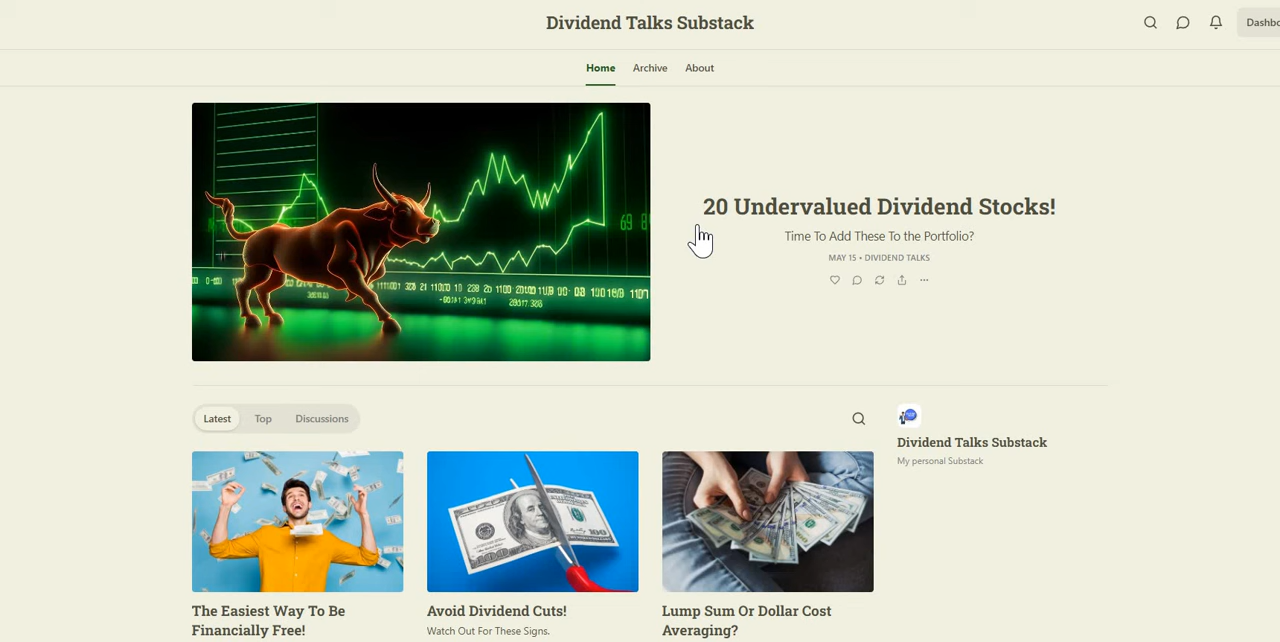 Dividend Talks Substack
Home
Archive
About
20 Undervalued Dividend Stocks!
Time To Add These To the Portfolio?
MAY 15 • DIVIDEND TALKS
Latest
Top
Discussions
Dividend Talks Substack
My personal Substack
The Easiest Way To Be
Financially Free!
Avoid Dividend Cuts!
Watch Out For These Signs.
Lump Sum Or Dollar Cost
Averaging?